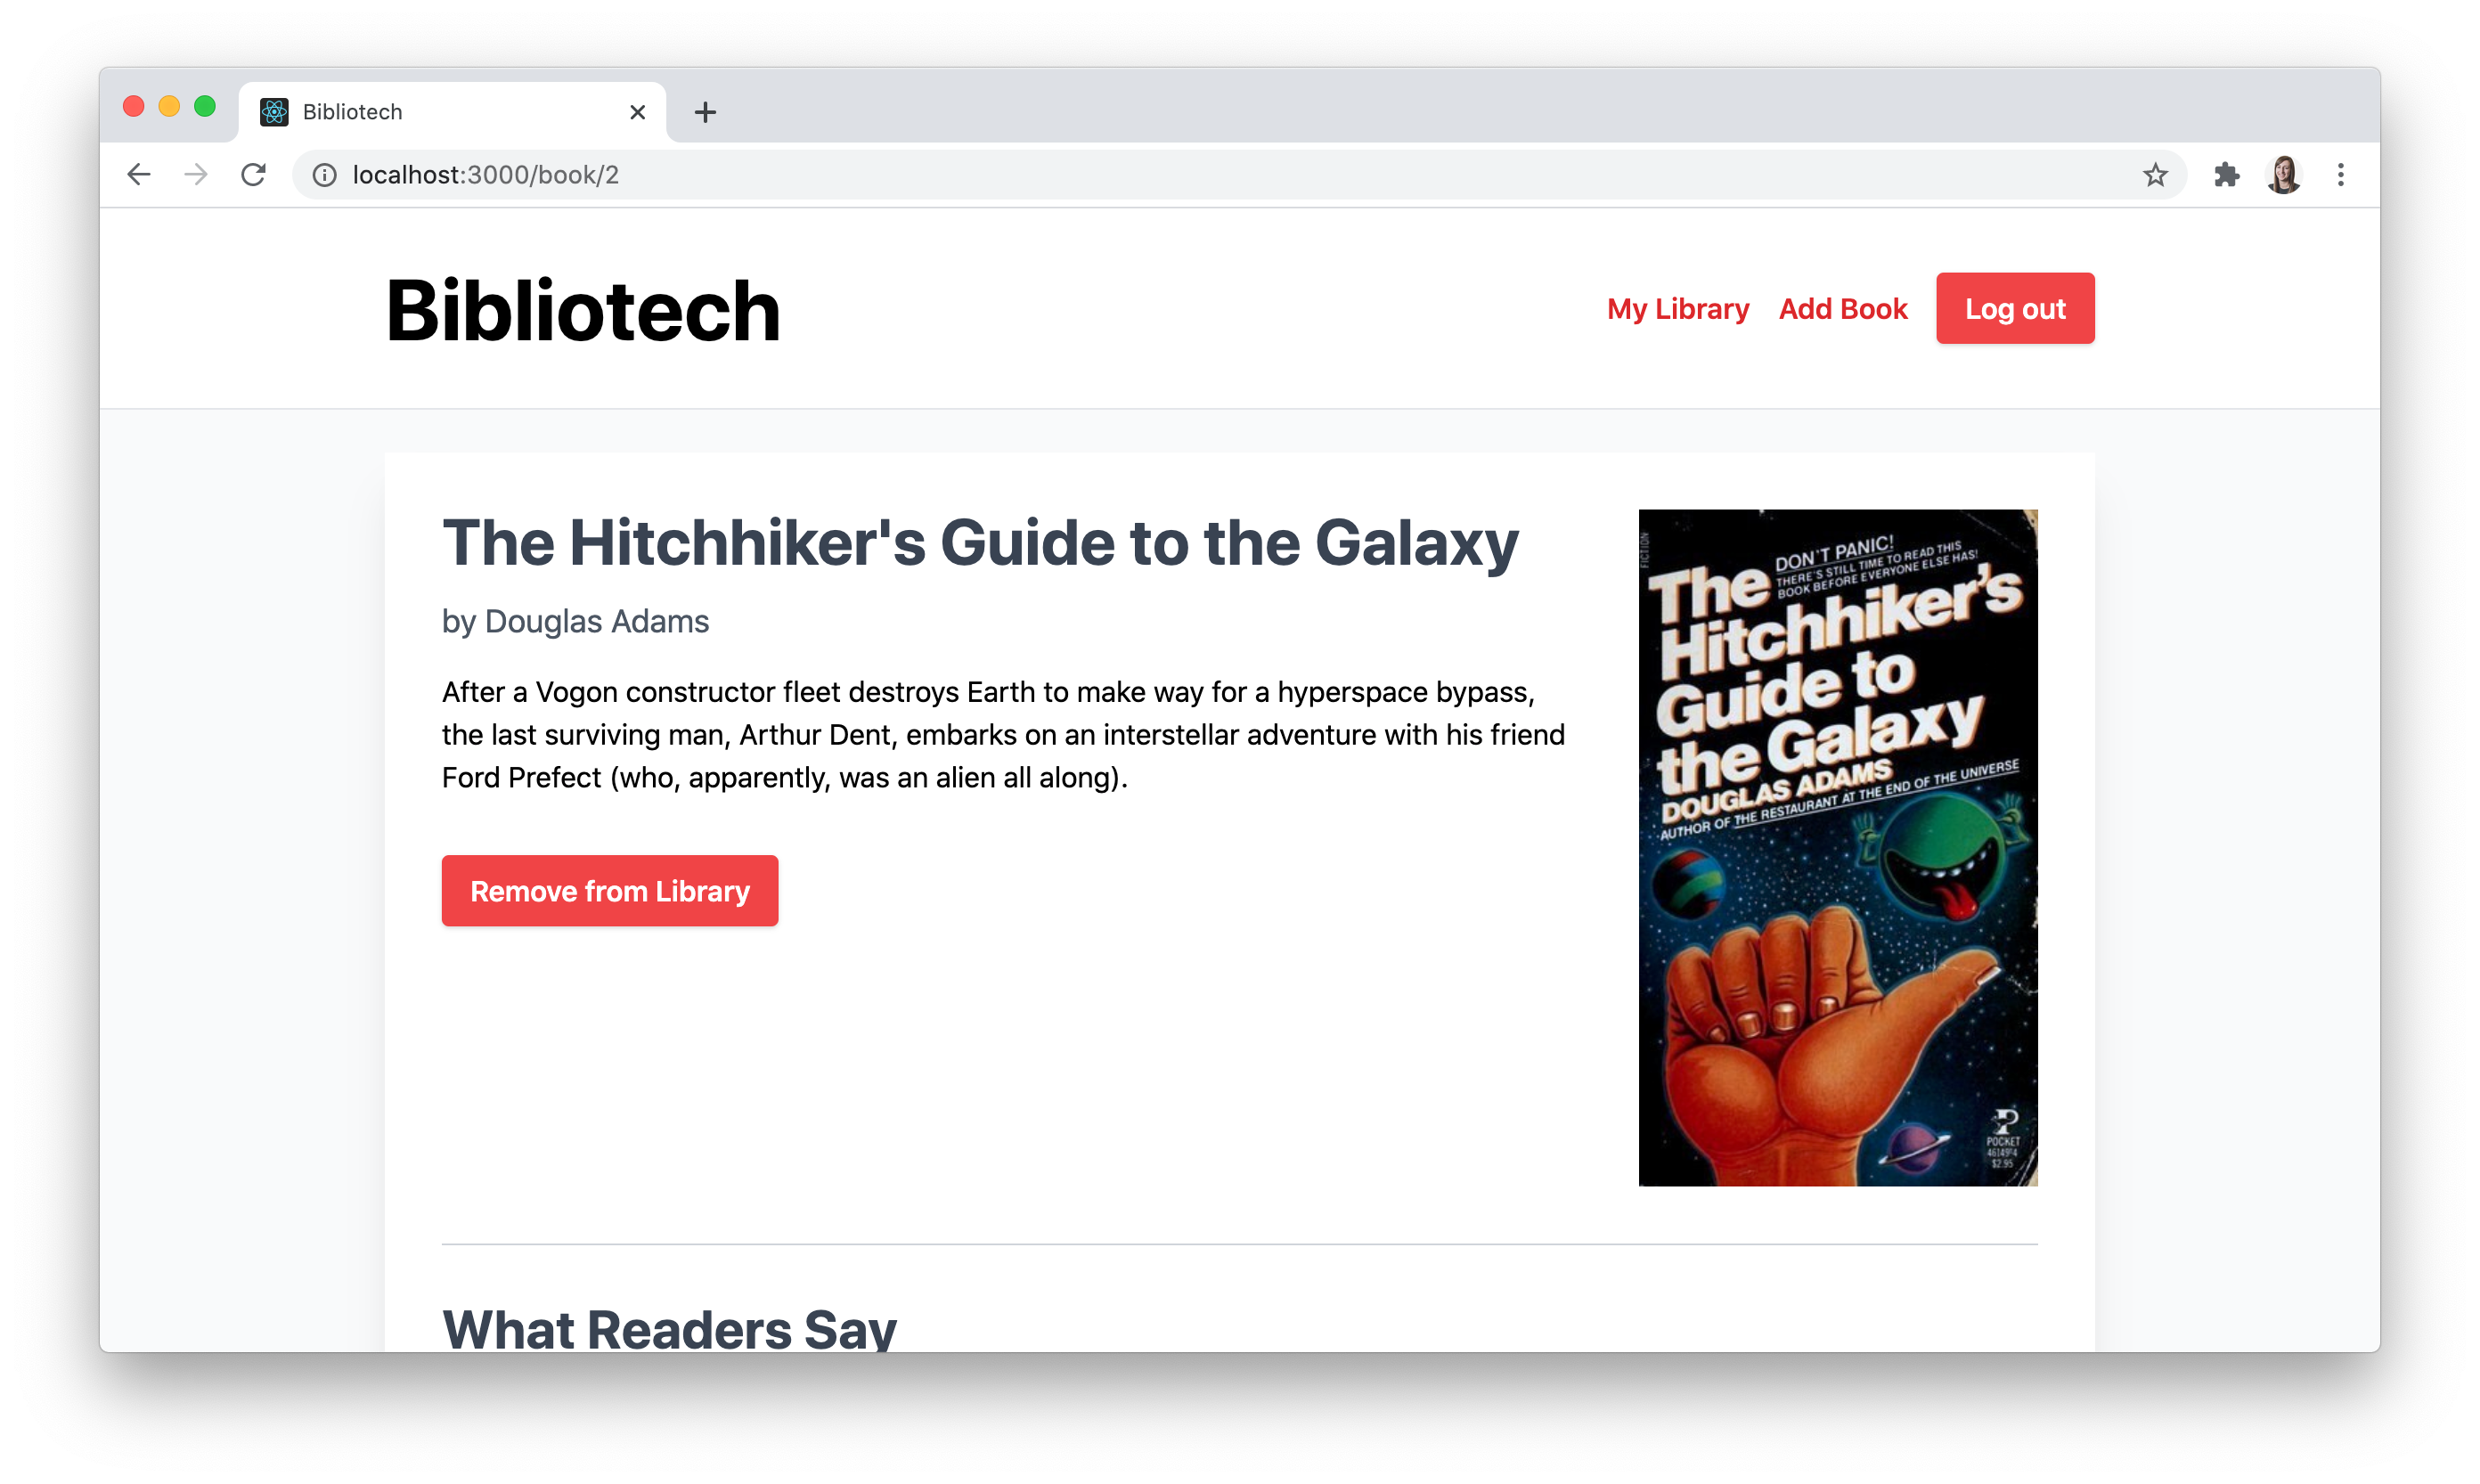 Bibliotech
localhost:3000/book/2
Bibliotech
My Library Add Book Log out
The Hitchhiker's Guide to the Galaxy
by Douglas Adams
After a Vogon constructor fleet destroys Earth to make way for a hyperspace bypass,
the last surviving man, Arthur Dent, embarks on an interstellar adventure with his friend
Ford Prefect (who, apparently, was an alien all along).
Remove from Library
FICTION
DON'T PANIC!
THERE'S STILL TIME TO READ THIS
BOOK BEFORE EVERYONE ELSE HAS!
The
Hitchhiker's
Guide to
the Galaxy
DOUGLAS ADAMS
AUTHOR OF THE RESTAURANT AT THE END OF THE UNIVERSE
POCKET
46149-4
$2.95
What Readers Say